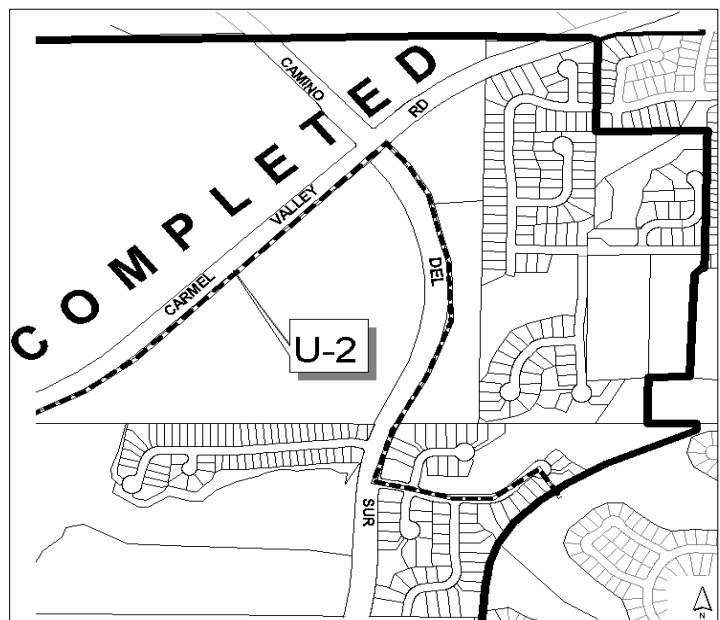 COMPLETED
CAMINO
RD
VALLEY
CARMEL
DEL
U-2
SUR
N